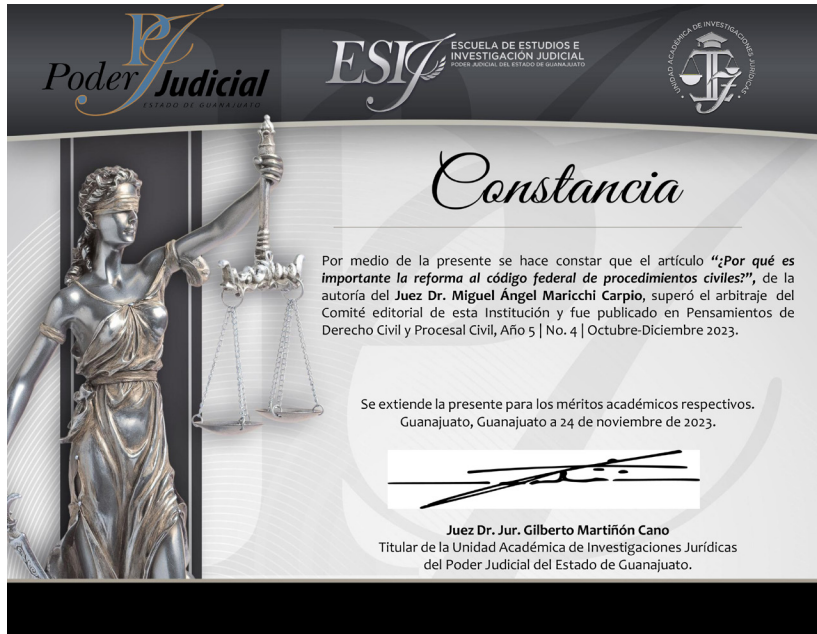 PJ
Poder Judicial
ESTADO DE GUANAJUATO
ESIJ
ESCUELA DE ESTUDIOS E
INVESTIGACIÓN JUDICIAL
PODER JUDICIAL DEL ESTADO DE GUANAJUATO
UNIDAD ACADÉMICA DE INVESTIGACIONES JURÍDICAS
Constancia
Por medio de la presente se hace constar que el artículo “¿Por qué es
importante la reforma al código federal de procedimientos civiles?”, de la
autoría del Juez Dr. Miguel Ángel Maricchi Carpio, superó el arbitraje del
Comité editorial de esta Institución y fue publicado en Pensamientos de
Derecho Civil y Procesal Civil, Año 5 | No. 4 | Octubre-Diciembre 2023.
Se extiende la presente para los méritos académicos respectivos.
Guanajuato, Guanajuato a 24 de noviembre de 2023.
Juez Dr. Jur. Gilberto Martiñón Cano
Titular de la Unidad Académica de Investigaciones Jurídicas
del Poder Judicial del Estado de Guanajuato.